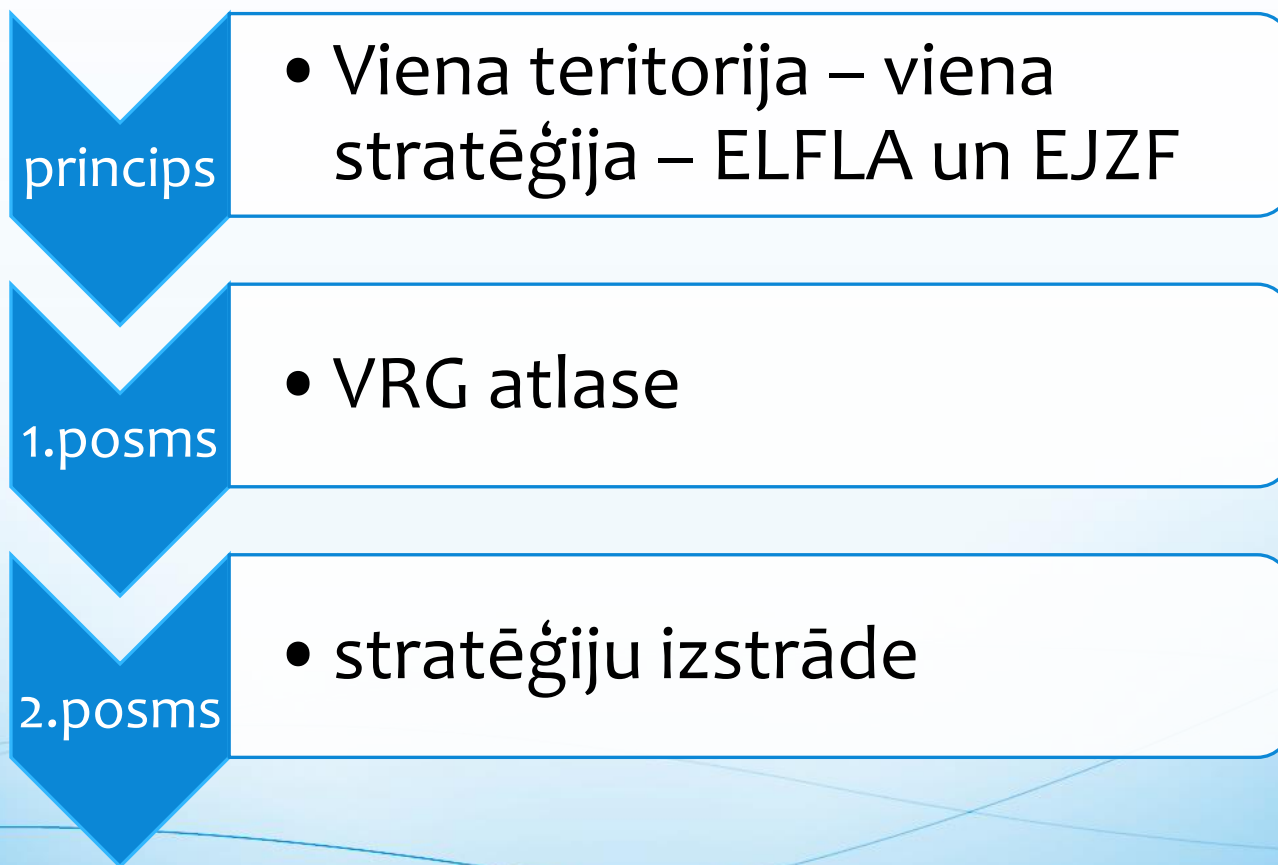 princips
• Viena teritorija – viena
stratēģija – ELFLA un EJZF
1.posms
• VRG atlase
2.posms
• stratēģiju izstrāde